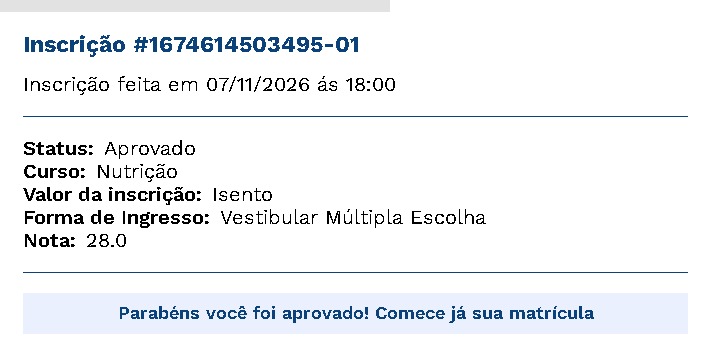 Inscrição #1674614503495-01
Inscrição feita em 07/11/2026 ás 18:00
Status: Aprovado
Curso: Nutrição
Valor da inscrição: Isento
Forma de Ingresso: Vestibular Múltipla Escolha
Nota: 28.0
Parabéns você foi aprovado! Comece já sua matrícula